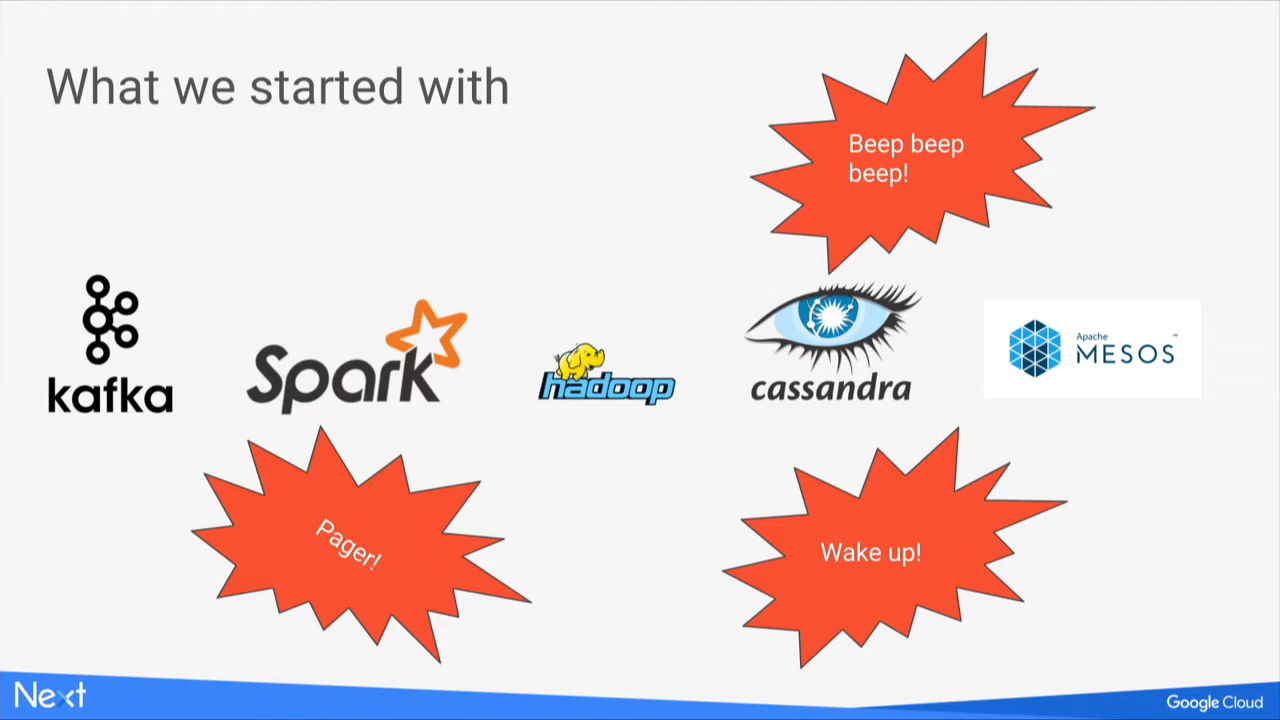 What we started with
Beep beep
beep!
kafka
Spark
hadoop
cassandra
Apache
MESOS
™
Pager!
Wake up!
Next
Google Cloud